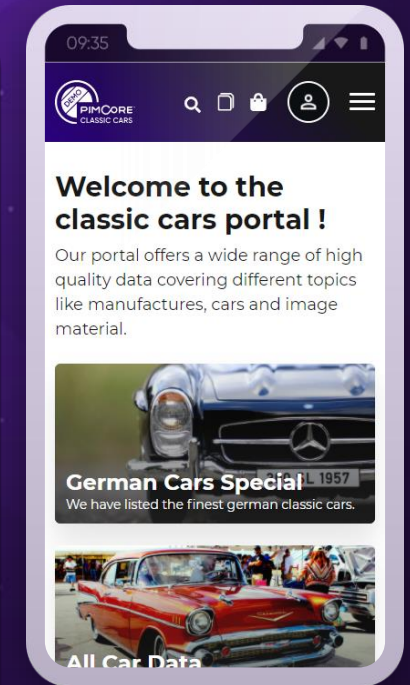 09:35
DEMO
PIMCORE
CLASSIC CARS
Welcome to the
classic cars portal !
Our portal offers a wide range of high
quality data covering different topics
like manufactures, cars and image
material.
German Cars Special
SL 1957
We have listed the finest german classic cars.
All Car Data